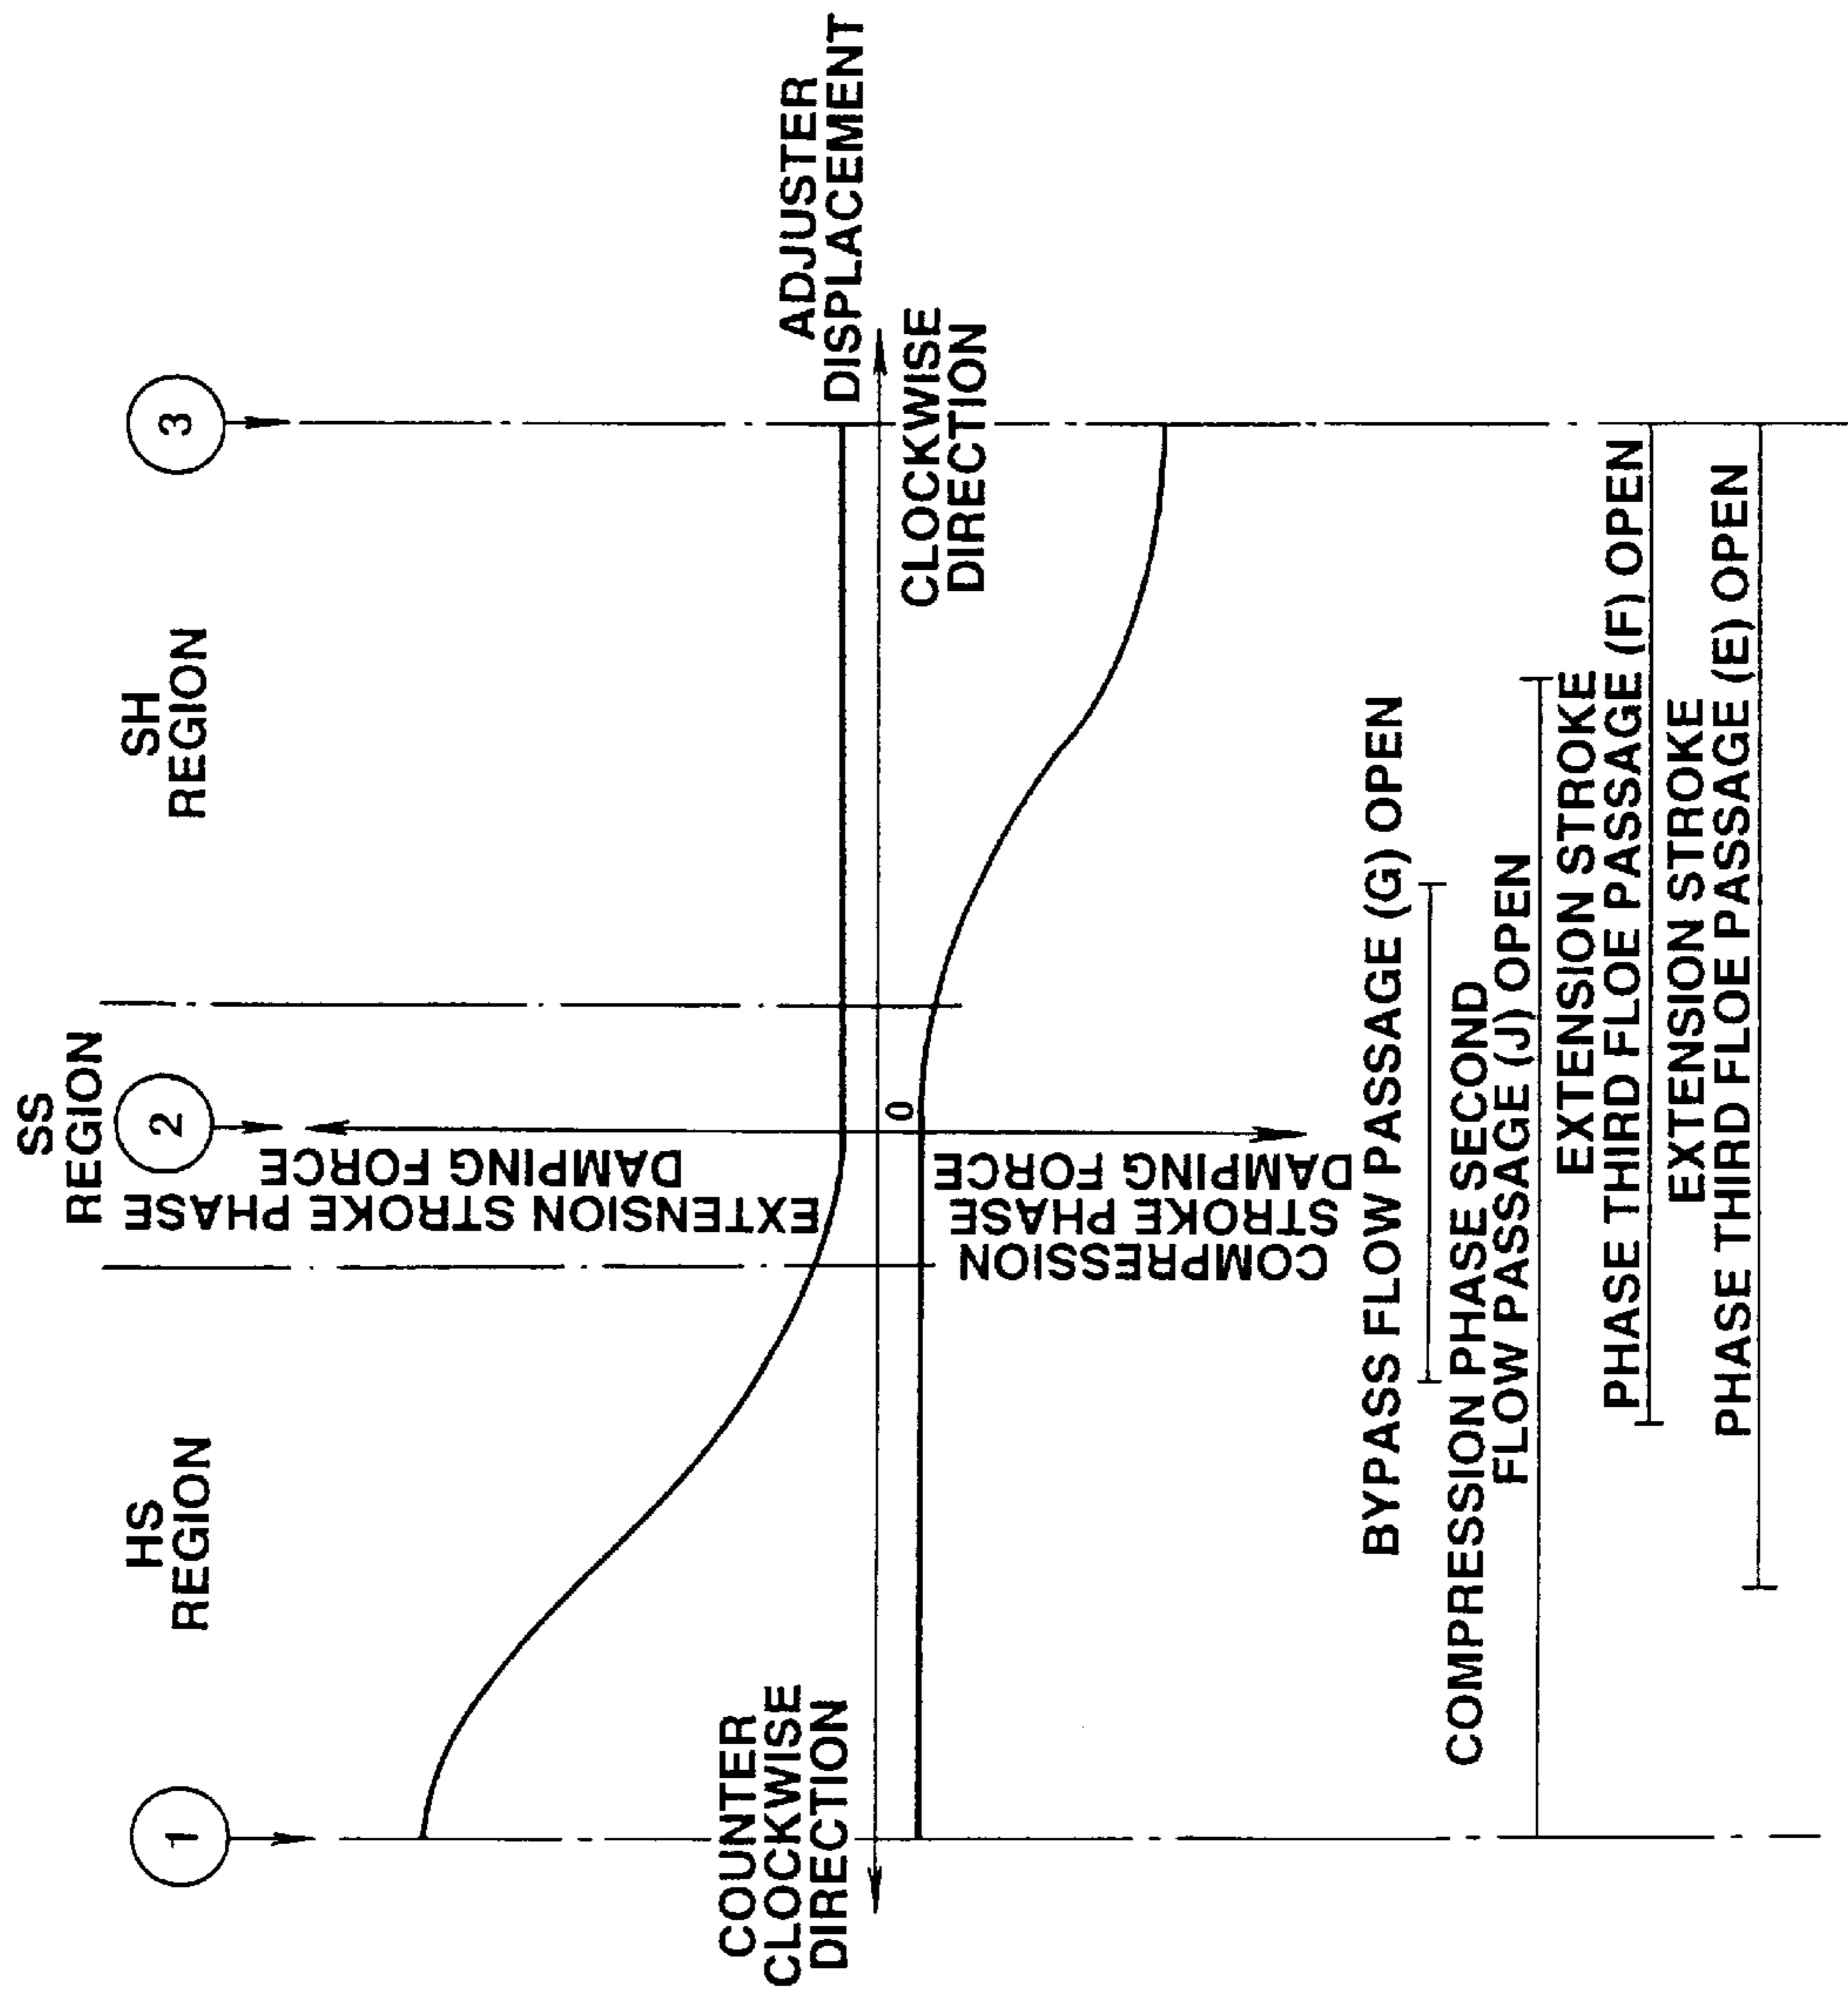 SS
REGION
HS
REGION
SH
REGION
1
2
3
EXTENSION STROKE PHASE
DAMPING FORCE
ADJUSTER
DISPLACEMENT
COUNTER
CLOCKWISE
DIRECTION
0
CLOCKWISE
DIRECTION
COMPRESSION
STROKE PHASE
DAMPING FORCE
BYPASS FLOW PASSAGE (G) OPEN
COMPRESSION PHASE SECOND
FLOW PASSAGE (J) OPEN
EXTENSION STROKE
PHASE THIRD FLOE PASSAGE (F) OPEN
EXTENSION STROKE
PHASE THIRD FLOE PASSAGE (E) OPEN